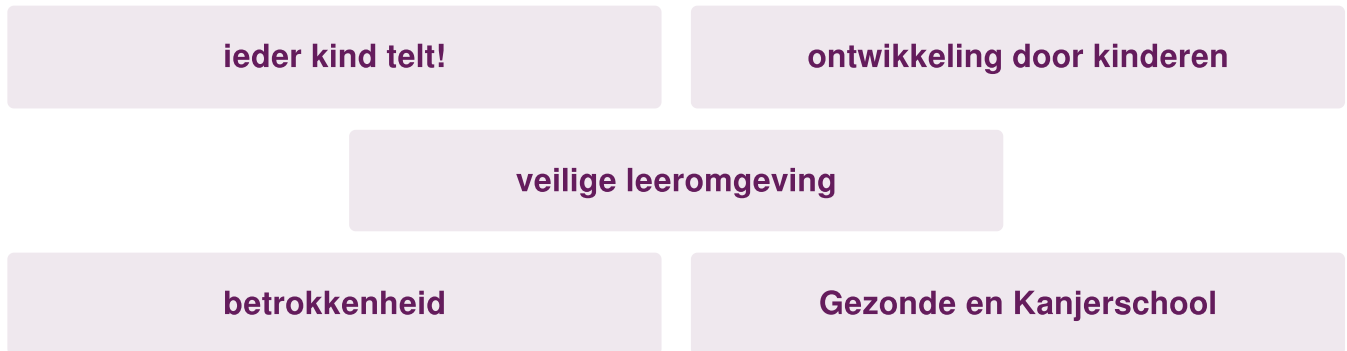 ieder kind telt!
ontwikkeling door kinderen
veilige leeromgeving
betrokkenheid
Gezonde en Kanjerschool